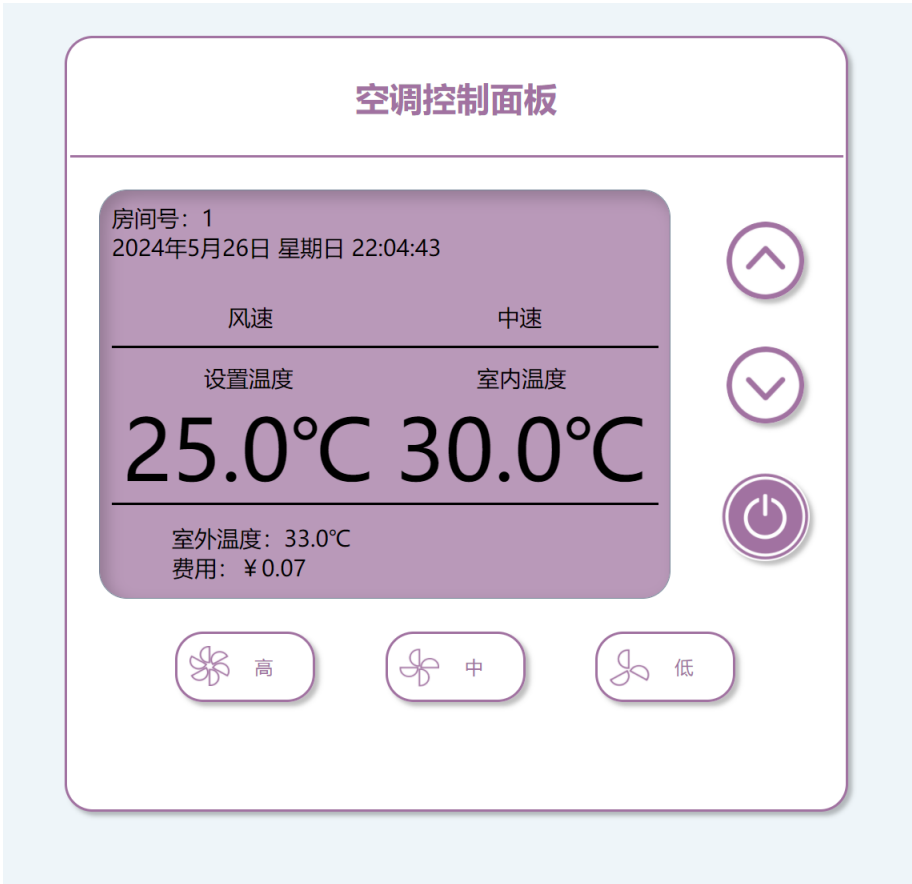 空调控制面板
房间号：1
2024年5月26日 星期日 22:04:43
风速 中速
设置温度 室内温度
25.0℃ 30.0℃
室外温度：33.0℃
费用：￥0.07
高 中 低